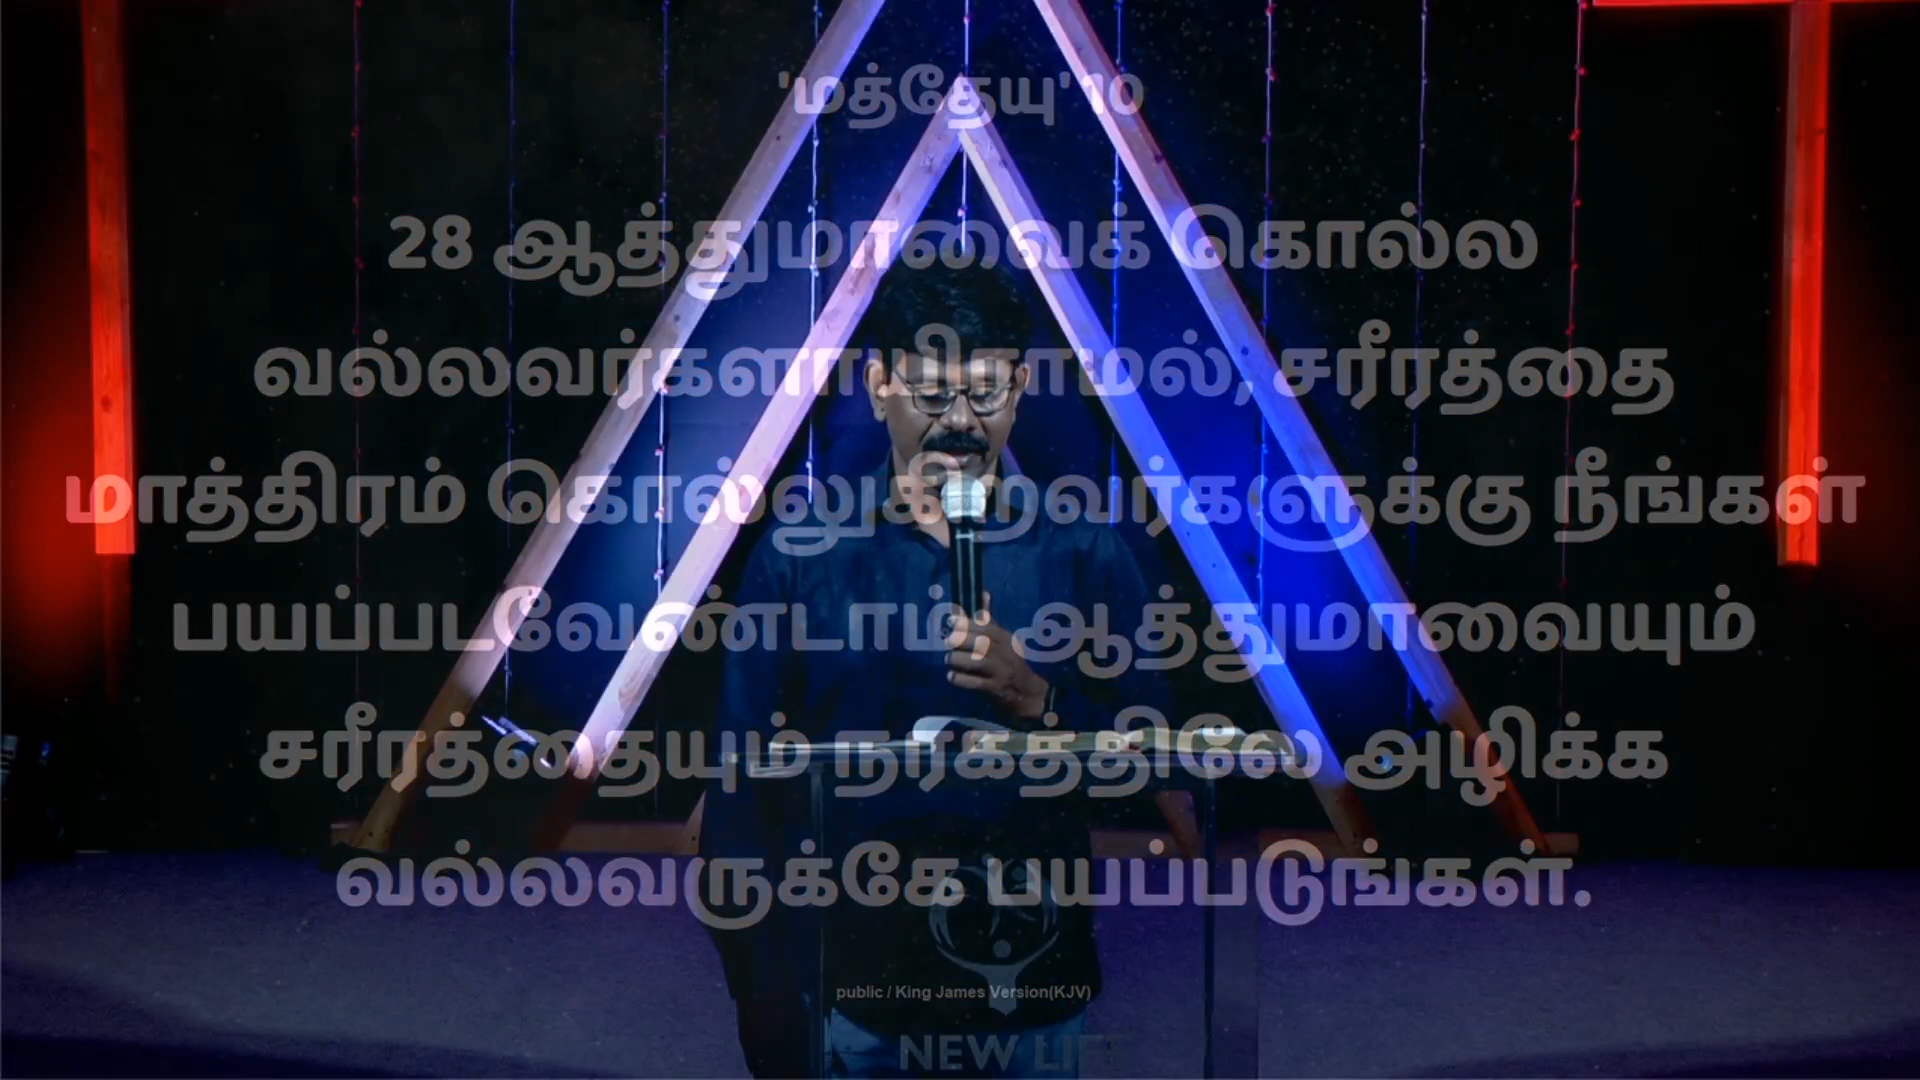 'மத்தேயு' 10
28 ஆத்துமாவைக் கொல்ல
வல்லவர்களாயிராமல், சரீரத்தை
மாத்திரம் கொல்லுகிறவர்களுக்கு நீங்கள்
பயப்படவேண்டாம்; ஆத்துமாவையும்
சரீரத்தையும் நரகத்திலே அழிக்க
வல்லவருக்கே பயப்படுங்கள்.
public / King James Version(KJV)
NEW LIFE